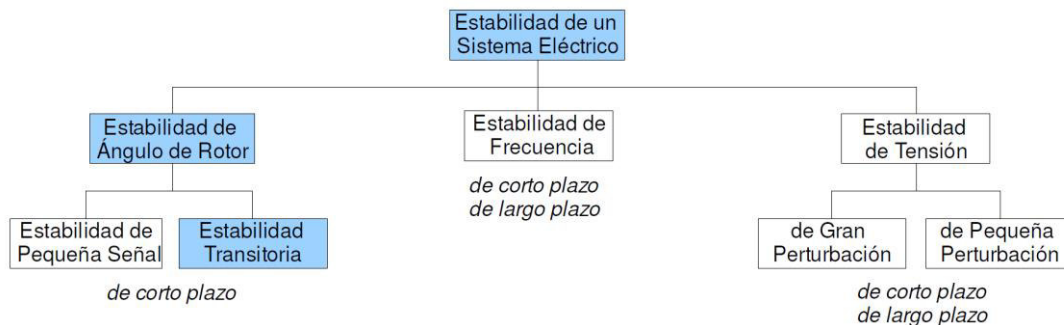 Estabilidad de un
Sistema Eléctrico
Estabilidad de
Ángulo de Rotor
Estabilidad de
Frecuencia
Estabilidad
de Tensión
de corto plazo
de largo plazo
Estabilidad de
Pequeña Señal
Estabilidad
Transitoria
de Gran
Perturbación
de Pequeña
Perturbación
de corto plazo
de corto plazo
de largo plazo